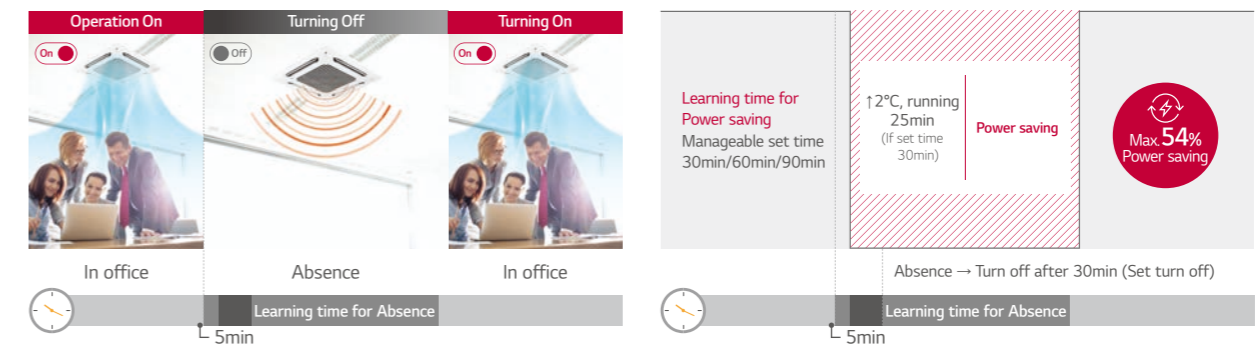 Operation On
Turning Off
Turning On
On
Off
On
In office
Absence
In office
Learning time for Absence
5min
Learning time for
Power saving
Manageable set time
30min/60min/90min
↑2°C, running
25min
(If set time
30min)
Power saving
Max.54%
Power saving
Absence → Turn off after 30min (Set turn off)
Learning time for Absence
5min